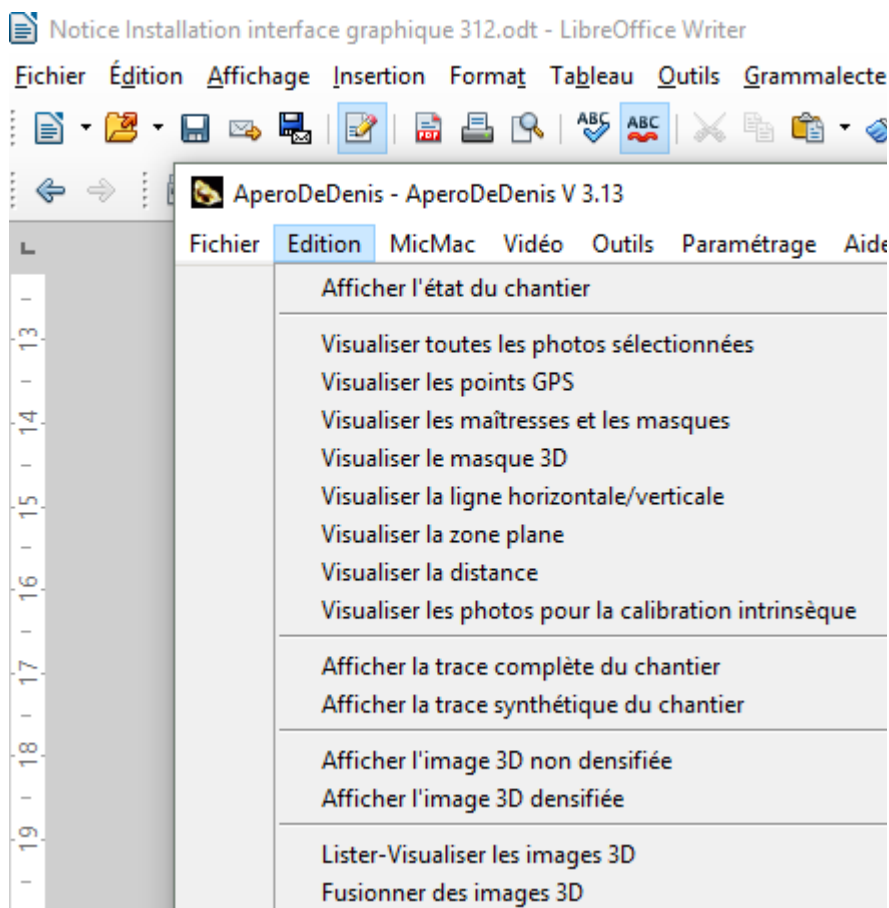 Notice Installation interface graphique 312.odt - LibreOffice Writer
Fichier Édition Affichage Insertion Format Tableau Outils Grammalecte
PDF ABC ABC
AperoDeDenis - AperoDeDenis V 3.13
Fichier Edition MicMac Vidéo Outils Paramétrage Aide
Afficher l'état du chantier
Visualiser toutes les photos sélectionnées
Visualiser les points GPS
Visualiser les maîtresses et les masques
Visualiser le masque 3D
Visualiser la ligne horizontale/verticale
Visualiser la zone plane
Visualiser la distance
Visualiser les photos pour la calibration intrinsèque
Afficher la trace complète du chantier
Afficher la trace synthétique du chantier
Afficher l'image 3D non densifiée
Afficher l'image 3D densifiée
Lister-Visualiser les images 3D
Fusionner des images 3D
13
14
15
16
17
18
19